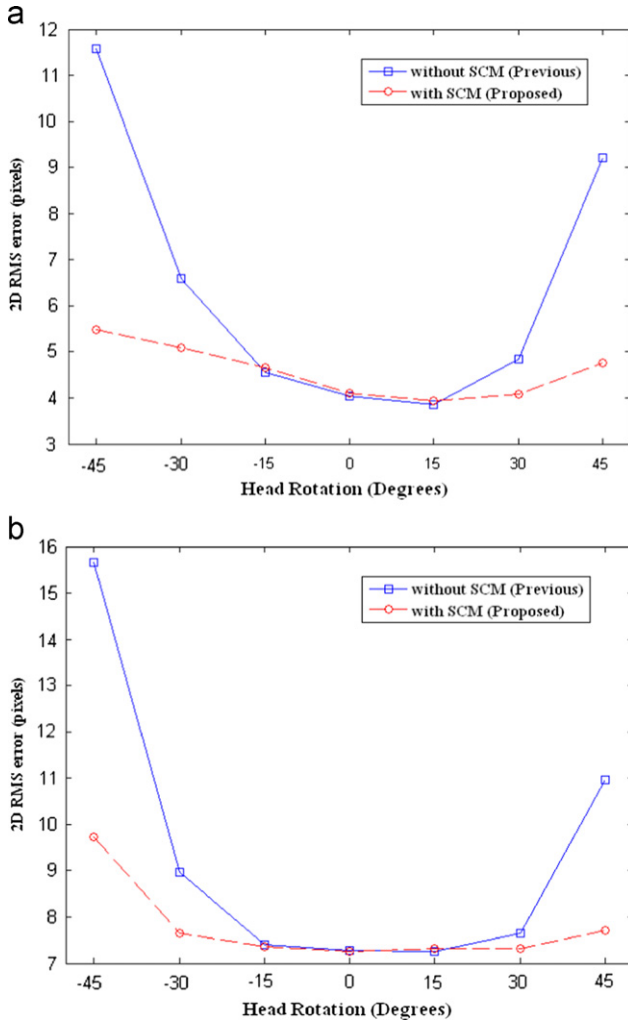 a
12
11
10
9
8
7
6
5
4
3
2D RMS error (pixels)
without SCM (Previous)
with SCM (Proposed)
-45 -30 -15 0 15 30 45
Head Rotation (Degrees)
b
16
15
14
13
12
11
10
9
8
7
2D RMS error (pixels)
without SCM (Previous)
with SCM (Proposed)
-45 -30 -15 0 15 30 45
Head Rotation (Degrees)